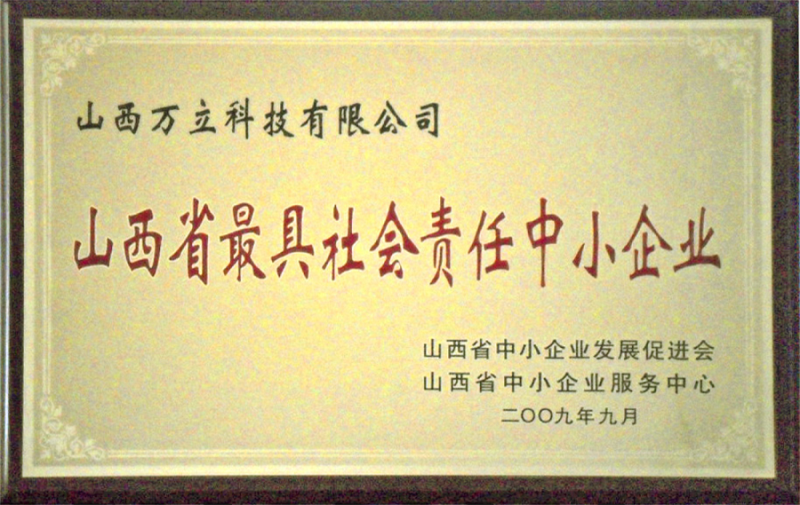 山西万立科技有限公司
山西省最具社会责任中小企业
山西省中小企业发展促进会
山西省中小企业服务中心
二〇〇九年九月